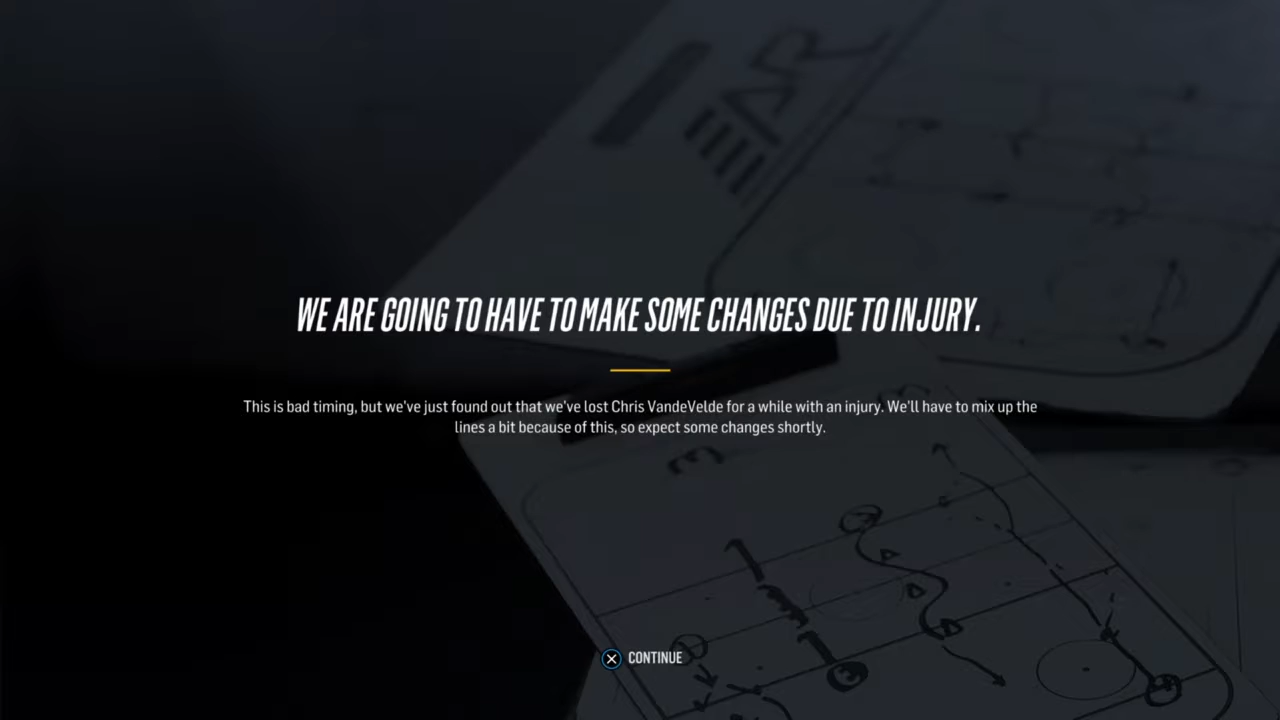 EAR
WE ARE GOING TO HAVE TO MAKE SOME CHANGES DUE TO INJURY.
This is bad timing, but we've just found out that we've lost Chris VandeVelde for a while with an injury. We'll have to mix up the
lines a bit because of this, so expect some changes shortly.
CONTINUE